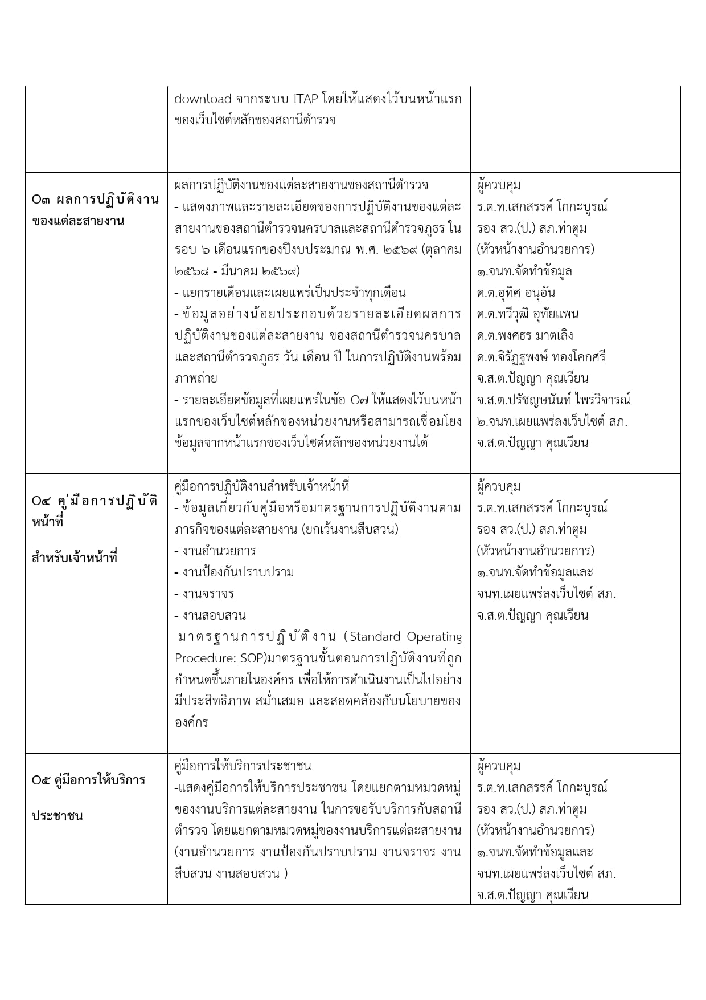 download จากระบบ ITAP โดยให้แสดงไว้บนหน้าแรก
ของเว็บไซต์หลักของสถานีตำรวจ
O๓ ผลการปฏิบัติงาน
ของแต่ละสายงาน
ผลการปฏิบัติงานของแต่ละสายงานของสถานีตำรวจ
- แสดงภาพและรายละเอียดของการปฏิบัติงานของแต่ละ
สายงานของสถานีตำรวจนครบาลและสถานีตำรวจภูธร ใน
รอบ ๖ เดือนแรกของปีงบประมาณ พ.ศ. ๒๕๖๙ (ตุลาคม
๒๕๖๘ - มีนาคม ๒๕๖๙)
- แยกรายเดือนและเผยแพร่เป็นประจำทุกเดือน
- ข้อมูลอย่างน้อยประกอบด้วยรายละเอียดผลการ
ปฏิบัติงานของแต่ละสายงาน ของสถานีตำรวจนครบาล
และสถานีตำรวจภูธร วัน เดือน ปี ในการปฏิบัติงานพร้อม
ภาพถ่าย
- รายละเอียดข้อมูลที่เผยแพร่ในข้อ O๗ ให้แสดงไว้บนหน้า
แรกของเว็บไซต์หลักของหน่วยงานหรือสามารถเชื่อมโยง
ข้อมูลจากหน้าแรกของเว็บไซต์หลักของหน่วยงานได้
ผู้ควบคุม
ร.ต.ท.เสกสรรค์ โกกะบูรณ์
รอง สว.(ป.) สภ.ท่าตูม
(หัวหน้างานอำนวยการ)
๑.จนท.จัดทำข้อมูล
ด.ต.อุทิศ อนุอัน
ด.ต.ทวีวุฒิ อุทัยแพน
ด.ต.พงศธร มาตเลิง
ด.ต.จิรัฏฐพงษ์ ทองโคกศรี
จ.ส.ต.ปัญญา คุณเวียน
จ.ส.ต.ปรัชญษนันท์ ไพรวิจารณ์
๒.จนท.เผยแพร่ลงเว็บไซต์ สภ.
จ.ส.ต.ปัญญา คุณเวียน
O๔ คู่มือการปฏิบัติ
หน้าที่
สำหรับเจ้าหน้าที่
คู่มือการปฏิบัติงานสำหรับเจ้าหน้าที่
- ข้อมูลเกี่ยวกับคู่มือหรือมาตรฐานการปฏิบัติงานตาม
ภารกิจของแต่ละสายงาน (ยกเว้นงานสืบสวน)
- งานอำนวยการ
- งานป้องกันปราบปราม
- งานจราจร
- งานสอบสวน
มาตรฐานการปฏิบัติงาน (Standard Operating
Procedure: SOP)มาตรฐานขั้นตอนการปฏิบัติงานที่ถูก
กำหนดขึ้นภายในองค์กร เพื่อให้การดำเนินงานเป็นไปอย่าง
มีประสิทธิภาพ สม่ำเสมอ และสอดคล้องกับนโยบายของ
องค์กร
ผู้ควบคุม
ร.ต.ท.เสกสรรค์ โกกะบูรณ์
รอง สว.(ป.) สภ.ท่าตูม
(หัวหน้างานอำนวยการ)
๑.จนท.จัดทำข้อมูลและ
จนท.เผยแพร่ลงเว็บไซต์ สภ.
จ.ส.ต.ปัญญา คุณเวียน
O๕ คู่มือการให้บริการ
ประชาชน
คู่มือการให้บริการประชาชน
-แสดงคู่มือการให้บริการประชาชน โดยแยกตามหมวดหมู่
ของงานบริการแต่ละสายงาน ในการขอรับบริการกับสถานี
ตำรวจ โดยแยกตามหมวดหมู่ของงานบริการแต่ละสายงาน
(งานอำนวยการ งานป้องกันปราบปราม งานจราจร งาน
สืบสวน งานสอบสวน )
ผู้ควบคุม
ร.ต.ท.เสกสรรค์ โกกะบูรณ์
รอง สว.(ป.) สภ.ท่าตูม
(หัวหน้างานอำนวยการ)
๑.จนท.จัดทำข้อมูลและ
จนท.เผยแพร่ลงเว็บไซต์ สภ.
จ.ส.ต.ปัญญา คุณเวียน